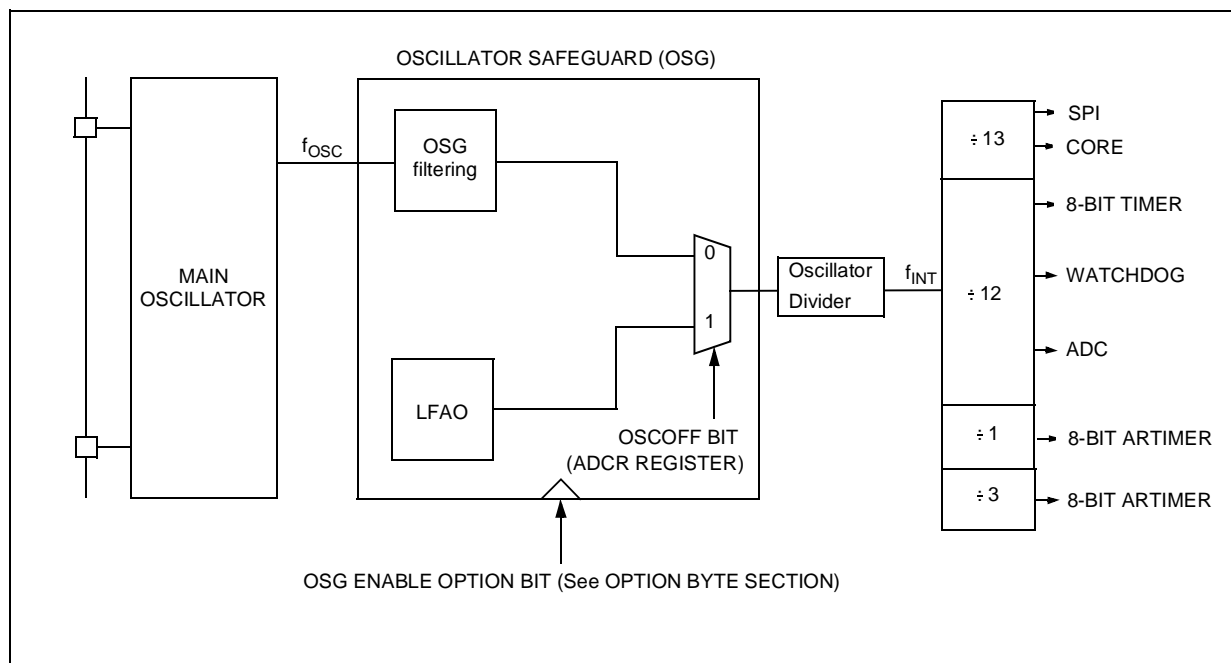 OSCILLATOR SAFEGUARD (OSG)
MAIN
OSCILLATOR
fOSC
OSG
filtering
LFAO
0
1
OSCOFF BIT
(ADCR REGISTER)
OSG ENABLE OPTION BIT (See OPTION BYTE SECTION)
Oscillator
Divider
fINT
÷ 13
÷ 12
÷ 1
÷ 3
SPI
CORE
8-BIT TIMER
WATCHDOG
ADC
8-BIT ARTIMER
8-BIT ARTIMER